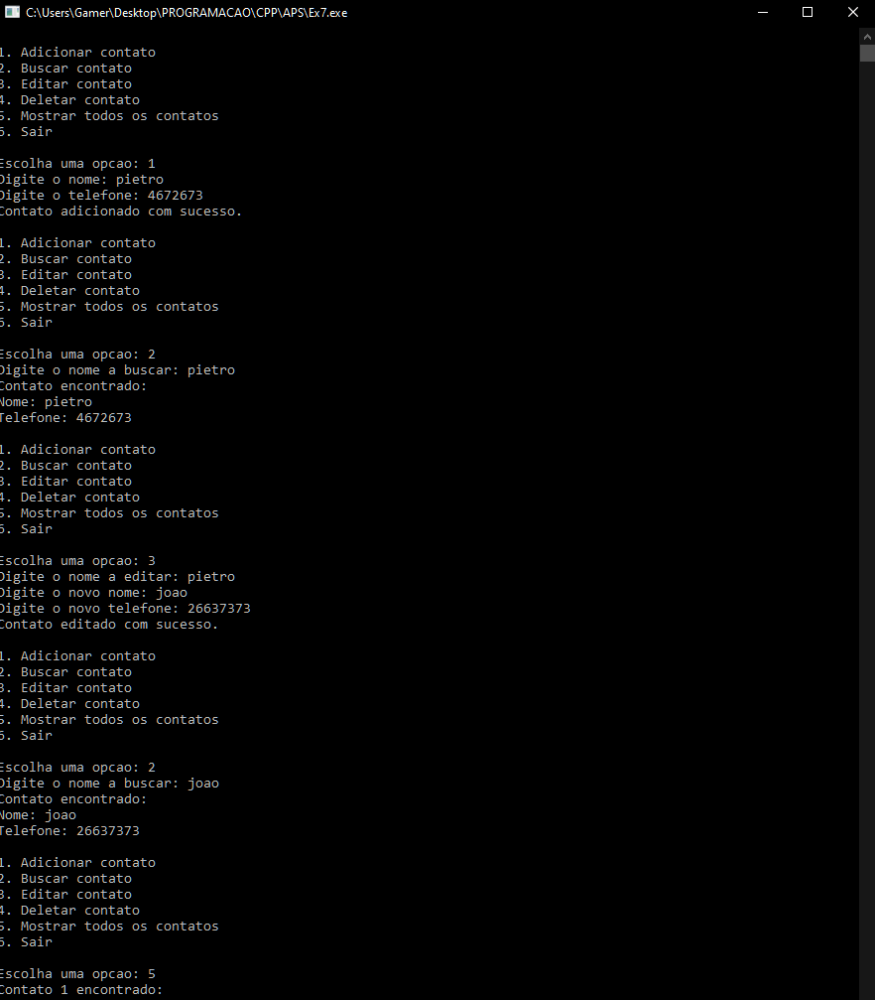 C:\Users\Gamer\Desktop\PROGRAMACAO\CPP\APS\Ex7.exe
1. Adicionar contato
2. Buscar contato
3. Editar contato
4. Deletar contato
5. Mostrar todos os contatos
6. Sair
Escolha uma opcao: 1
Digite o nome: pietro
Digite o telefone: 4672673
Contato adicionado com sucesso.
1. Adicionar contato
2. Buscar contato
3. Editar contato
4. Deletar contato
5. Mostrar todos os contatos
6. Sair
Escolha uma opcao: 2
Digite o nome a buscar: pietro
Contato encontrado:
Nome: pietro
Telefone: 4672673
1. Adicionar contato
2. Buscar contato
3. Editar contato
4. Deletar contato
5. Mostrar todos os contatos
6. Sair
Escolha uma opcao: 3
Digite o nome a editar: pietro
Digite o novo nome: joao
Digite o novo telefone: 26637373
Contato editado com sucesso.
1. Adicionar contato
2. Buscar contato
3. Editar contato
4. Deletar contato
5. Mostrar todos os contatos
6. Sair
Escolha uma opcao: 2
Digite o nome a buscar: joao
Contato encontrado:
Nome: joao
Telefone: 26637373
1. Adicionar contato
2. Buscar contato
3. Editar contato
4. Deletar contato
5. Mostrar todos os contatos
6. Sair
Escolha uma opcao: 5
Contato 1 encontrado: